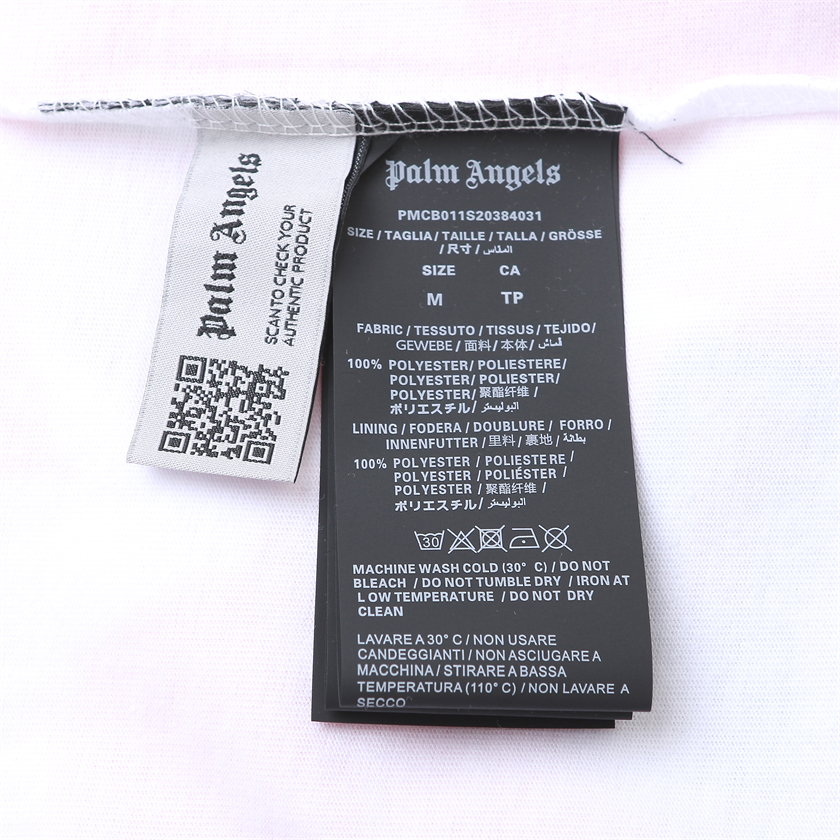 Palm Angels
SCAN TO CHECK YOUR
AUTHENTIC PRODUCT
Palm Angels
PMCB011S20384031
SIZE / TAGLIA / TAILLE / TALLA / GRÖSSE
/ 尺寸 / المقاس
SIZE CA
M TP
FABRIC / TESSUTO / TISSUS / TEJIDO /
GEWEBE / 面料 / 本体 / قماش
100% POLYESTER / POLIESTERE /
POLYESTER / POLIESTER /
POLYESTER / 聚酯纤维 /
ポリエステル / البوليستر
LINING / FODERA / DOUBLURE / FORRO /
INNENFUTTER / 里料 / 裏地 / بطانة
100% POLYESTER / POLIESTERE /
POLYESTER / POLIÉSTER /
POLYESTER / 聚酯纤维 /
ポリエステル / البوليستر
30
MACHINE WASH COLD (30° C) / DO NOT
BLEACH / DO NOT TUMBLE DRY / IRON AT
LOW TEMPERATURE / DO NOT DRY
CLEAN
LAVARE A 30° C / NON USARE
CANDEGGIANTI / NON ASCIUGARE A
MACCHINA / STIRARE A BASSA
TEMPERATURA (110° C) / NON LAVARE A
SECCO